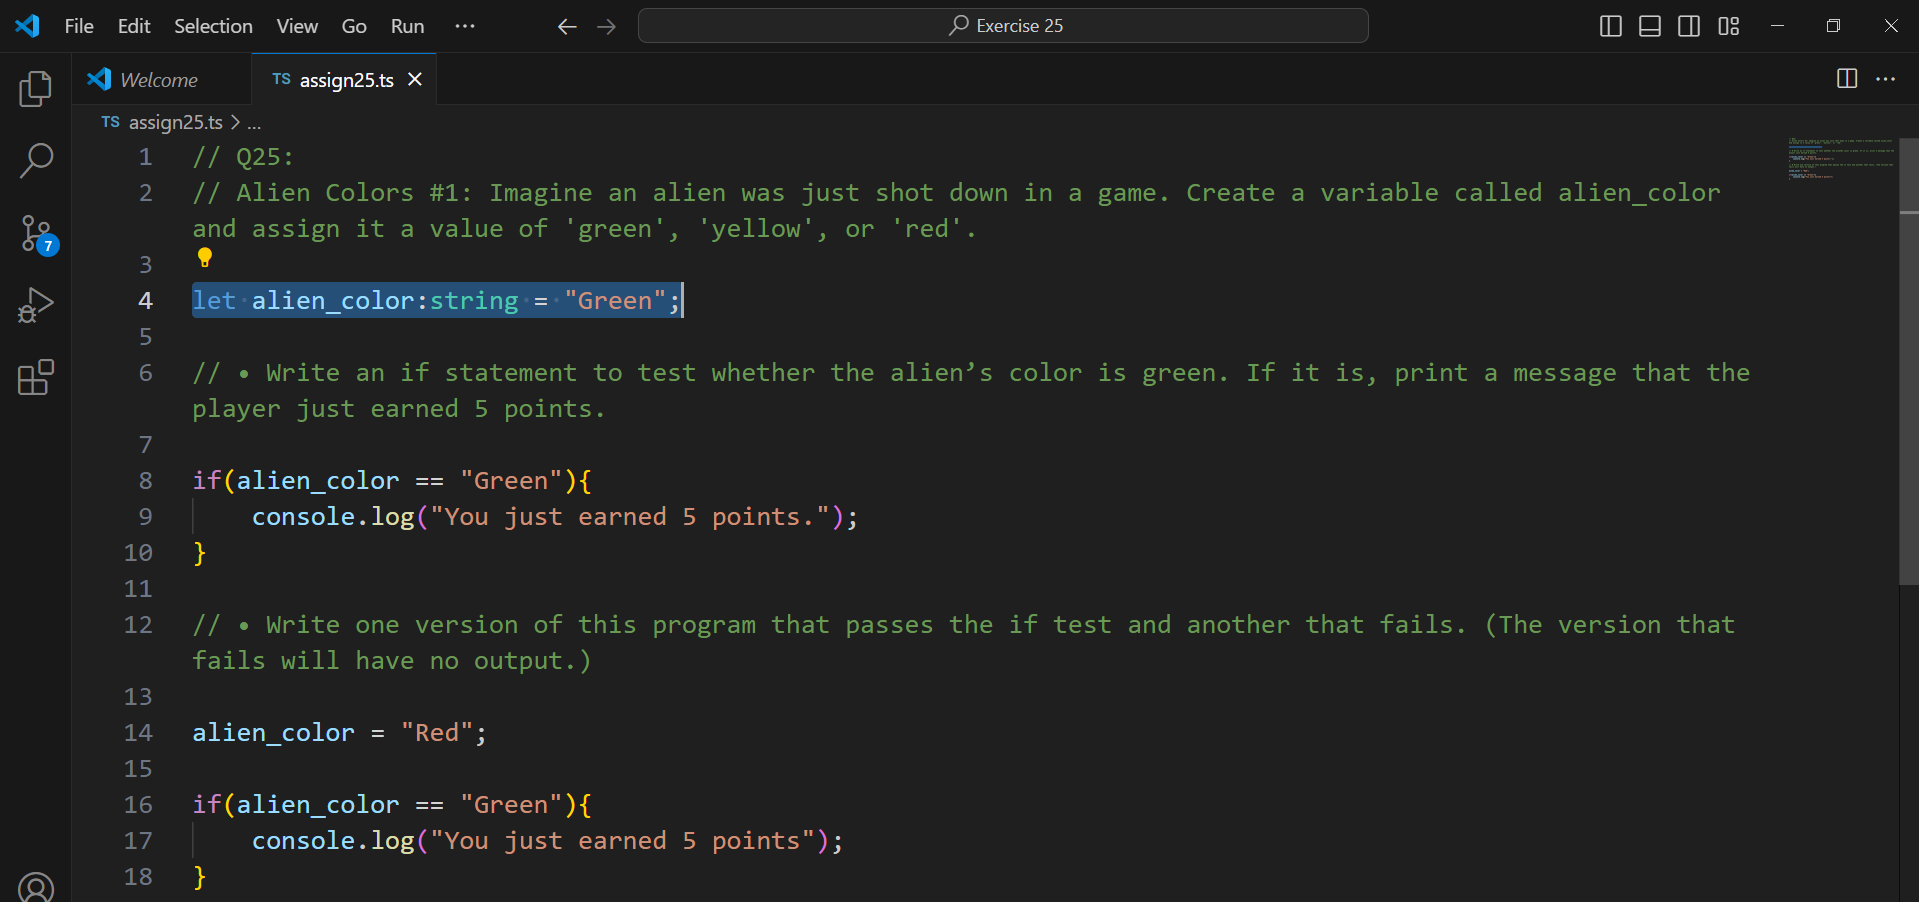 File Edit Selection View Go Run ···
Exercise 25
Welcome
TS assign25.ts
TS assign25.ts > ...
7
1 // Q25:
2 // Alien Colors #1: Imagine an alien was just shot down in a game. Create a variable called alien_color
and assign it a value of 'green', 'yellow', or 'red'.
3
4 let alien_color:string = "Green";
5
6 // • Write an if statement to test whether the alien’s color is green. If it is, print a message that the
player just earned 5 points.
7
8 if(alien_color == "Green"){
9 console.log("You just earned 5 points.");
10 }
11
12 // • Write one version of this program that passes the if test and another that fails. (The version that
fails will have no output.)
13
14 alien_color = "Red";
15
16 if(alien_color == "Green"){
17 console.log("You just earned 5 points");
18 }